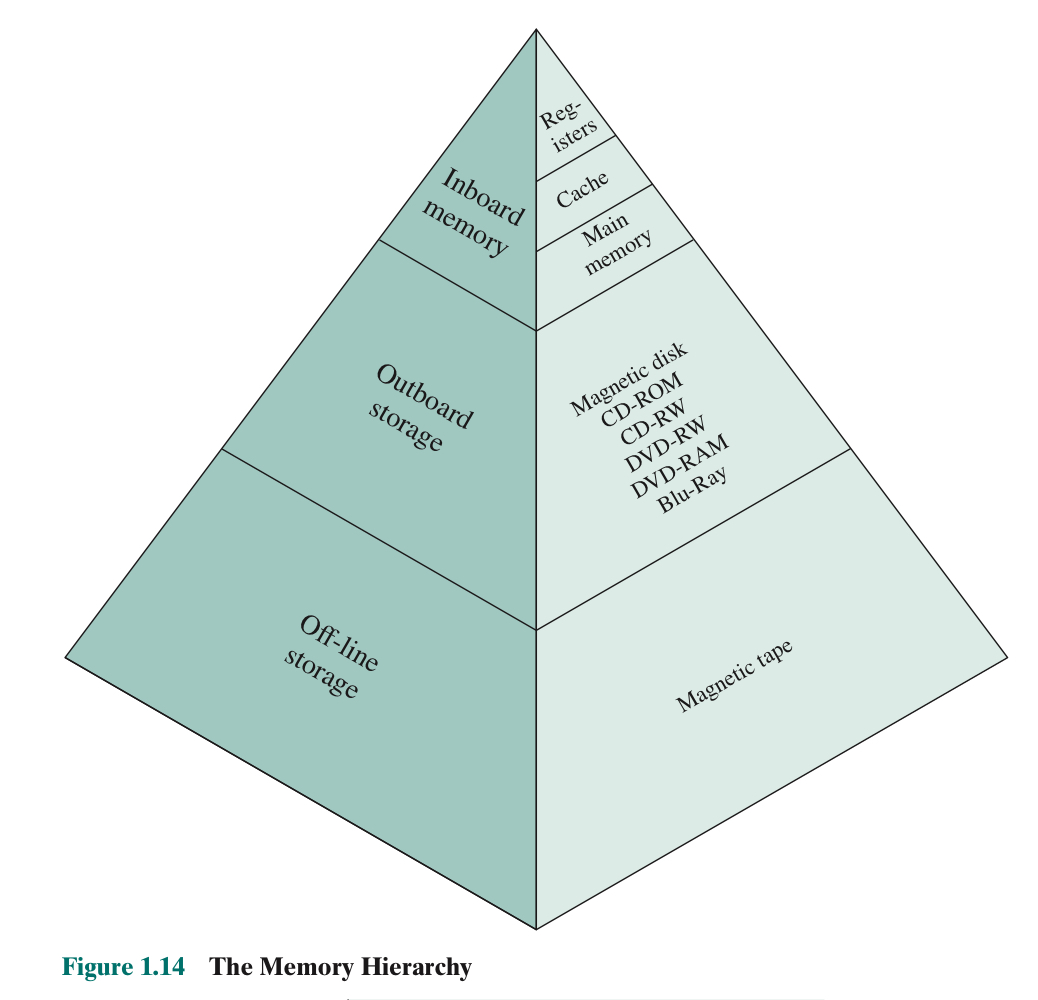 Reg-
isters
Cache
Main
memory
Inboard
memory
Magnetic disk
CD-ROM
CD-RW
DVD-RW
DVD-RAM
Blu-Ray
Outboard
storage
Magnetic tape
Off-line
storage
Figure 1.14 The Memory Hierarchy